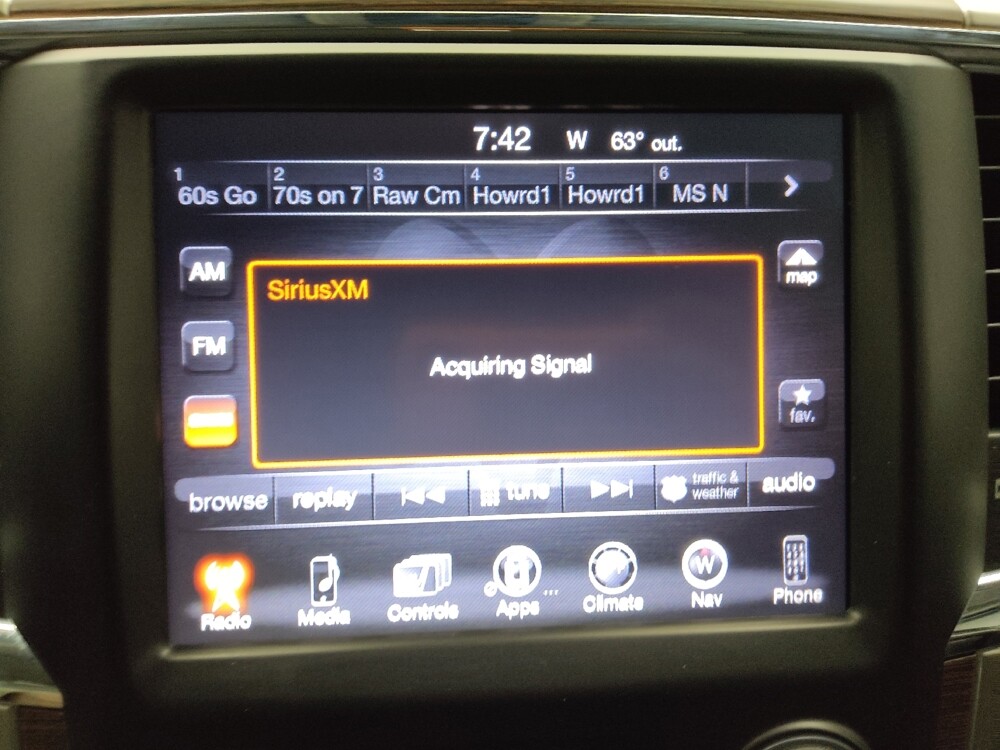 7:42 W 63° out.
1 2 3 4 5 6
60s Go 70s on 7 Raw Cm Howrd1 Howrd1 MS N
AM
map
SiriusXM
FM
Acquiring Signal
fav.
browse replay tune traffic & weather audio
Radio Media Controls Apps Climate Nav Phone
W